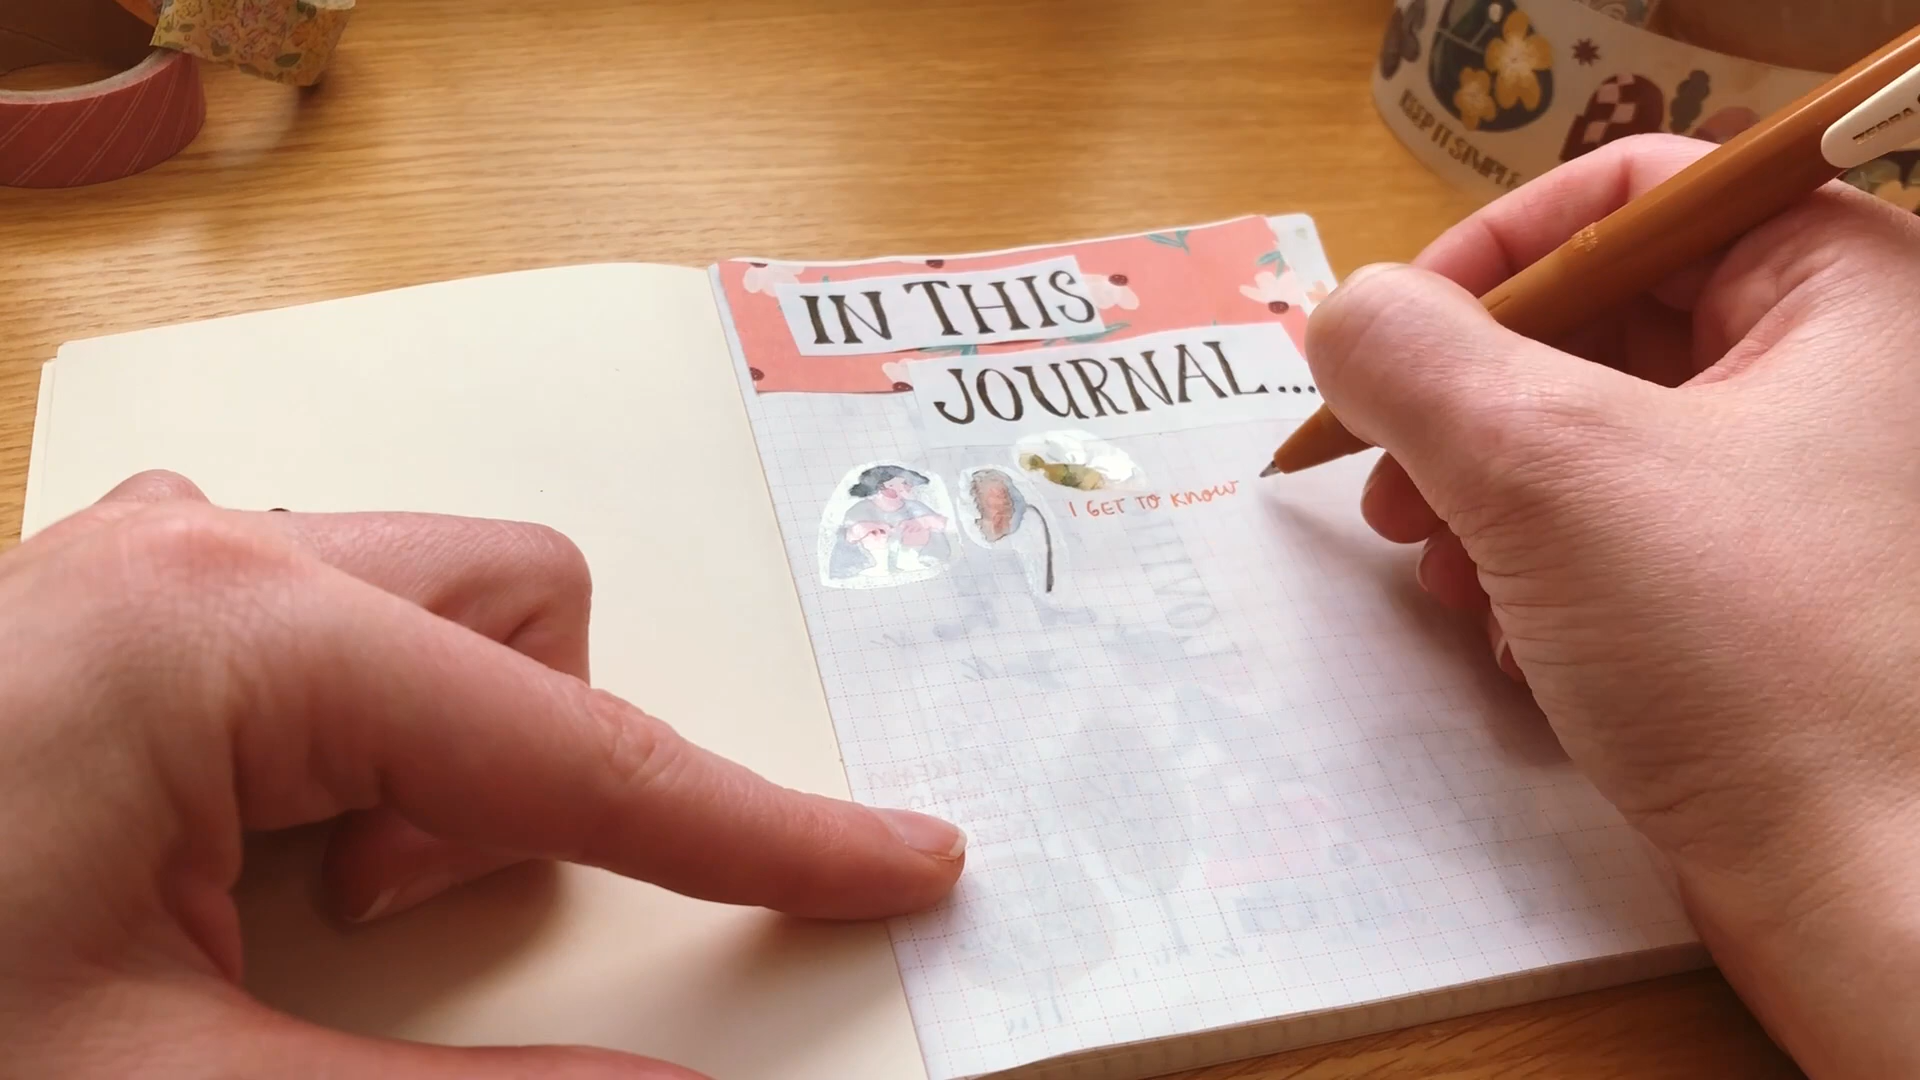 KEEP IT SIMPLE
ZEBRA
IN THIS
JOURNAL...
I GET TO KNOW